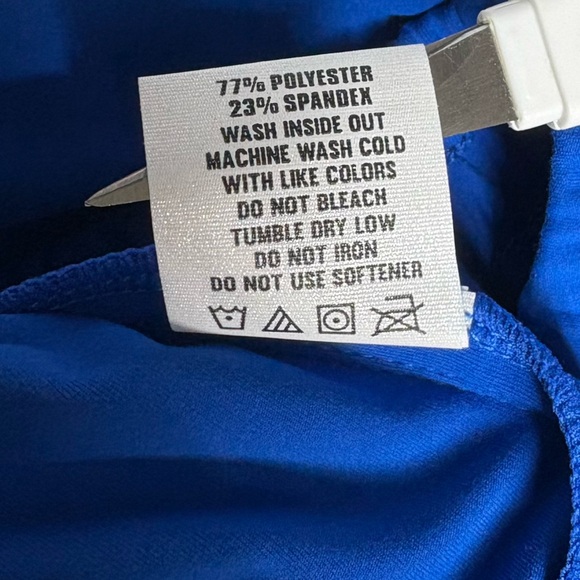 77% POLYESTER
23% SPANDEX
WASH INSIDE OUT
MACHINE WASH COLD
WITH LIKE COLORS
DO NOT BLEACH
TUMBLE DRY LOW
DO NOT IRON
DO NOT USE SOFTENER